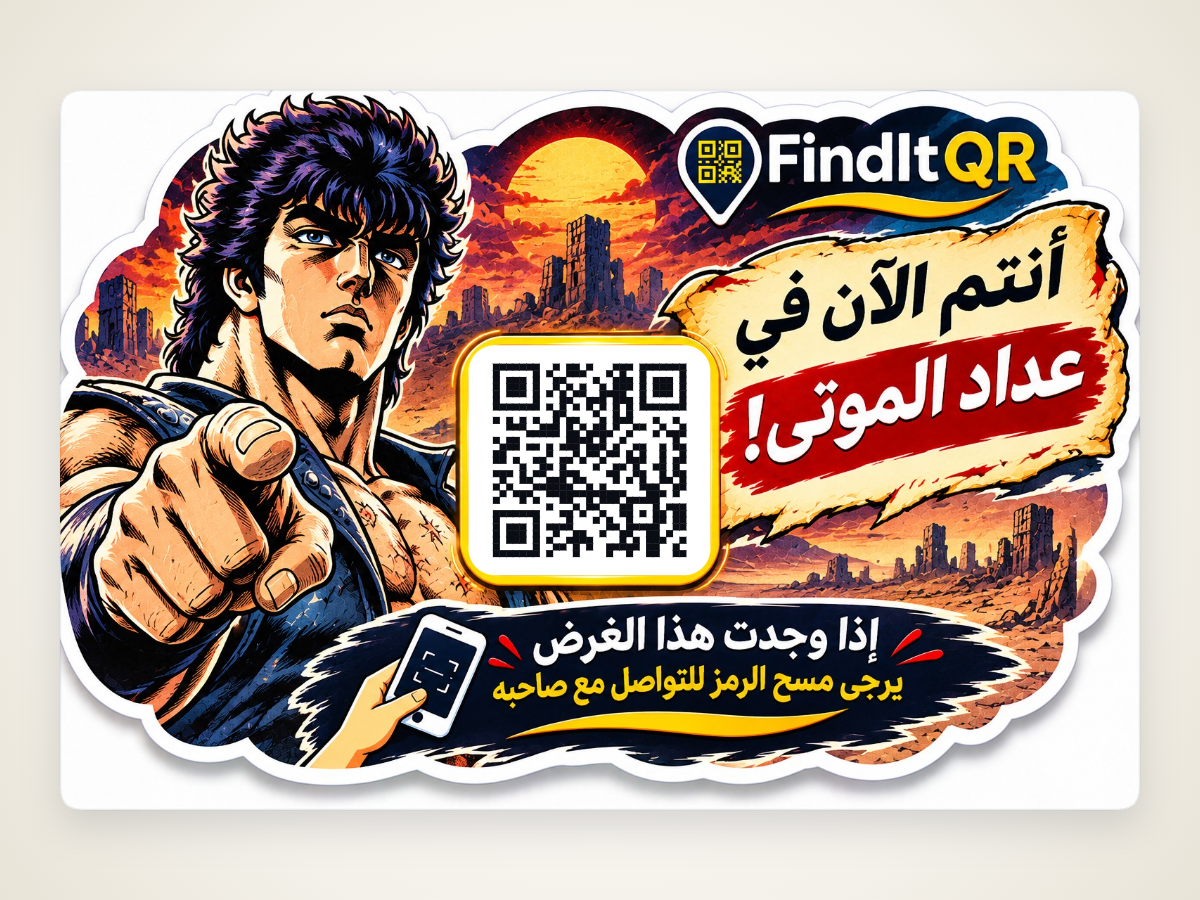 FindItQR
أنتم الآن في
عداد الموتى!
إذا وجدت هذا الغرض
يرجى مسح الرمز للتواصل مع صاحبه